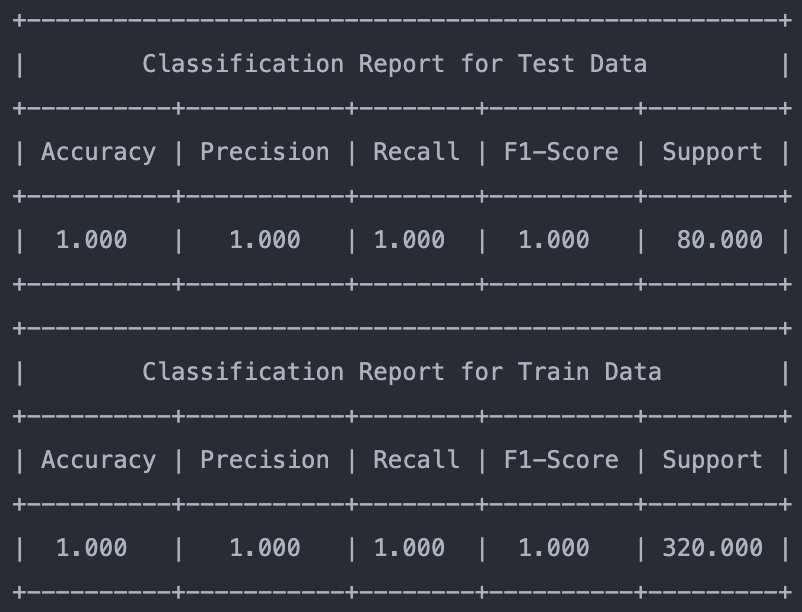 +----------------------------------------------------+
| Classification Report for Test Data |
+----------+-----------+--------+----------+---------+
| Accuracy | Precision | Recall | F1-Score | Support |
+----------+-----------+--------+----------+---------+
| 1.000 | 1.000 | 1.000 | 1.000 | 80.000 |
+----------+-----------+--------+----------+---------+
+----------------------------------------------------+
| Classification Report for Train Data |
+----------+-----------+--------+----------+---------+
| Accuracy | Precision | Recall | F1-Score | Support |
+----------+-----------+--------+----------+---------+
| 1.000 | 1.000 | 1.000 | 1.000 | 320.000 |
+----------+-----------+--------+----------+---------+